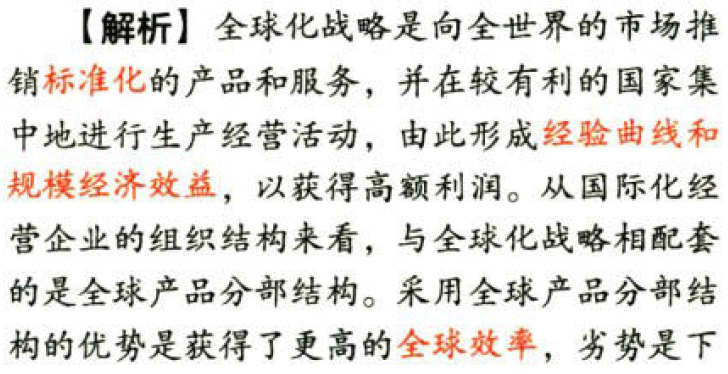 【解析】全球化战略是向全世界的市场推
销标准化的产品和服务，并在较有利的国家集
中地进行生产经营活动，由此形成经验曲线和
规模经济效益，以获得高额利润。从国际化经
营企业的组织结构来看，与全球化战略相配套
的是全球产品分部结构。采用全球产品分部结
构的优势是获得了更高的全球效率，劣势是下